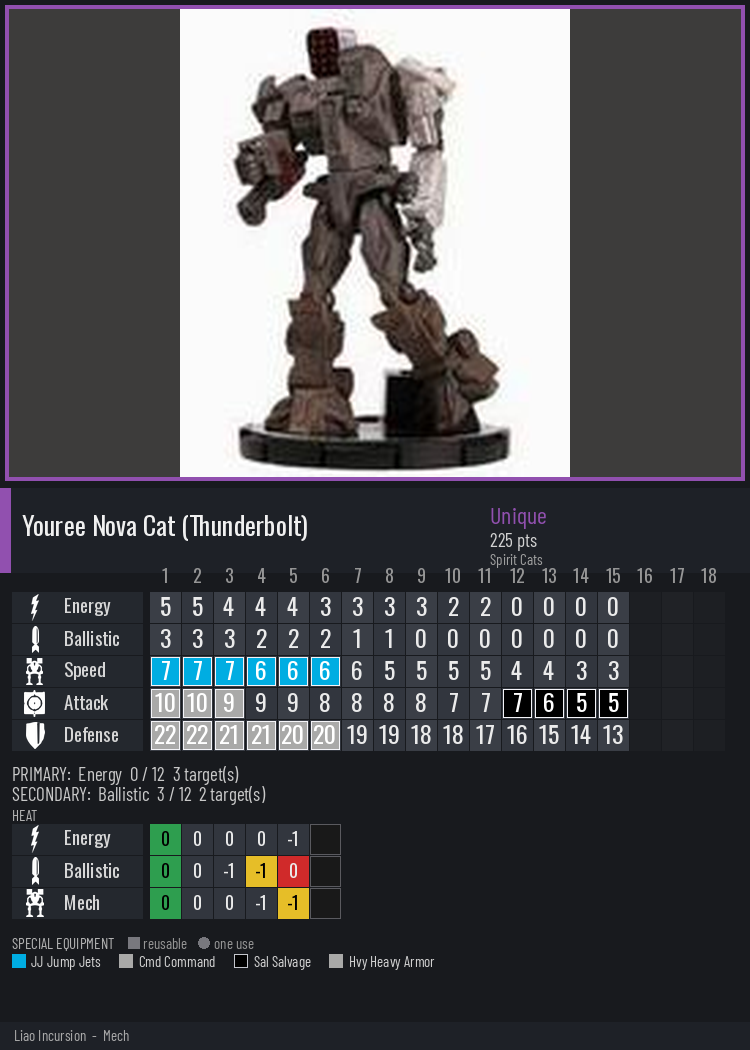 Youree Nova Cat (Thunderbolt)
Unique
225 pts
Spirit Cats
1 2 3 4 5 6 7 8 9 10 11 12 13 14 15 16 17 18
Energy 5 5 4 4 4 3 3 3 3 2 2 0 0 0 0
Ballistic 3 3 3 2 2 2 1 1 0 0 0 0 0 0 0
Speed 7 7 7 6 6 6 6 5 5 5 5 4 4 3 3
Attack 10 10 9 9 9 8 8 8 8 7 7 7 6 5 5
Defense 22 22 21 21 20 20 19 19 18 18 17 16 15 14 13
PRIMARY: Energy 0 / 12 3 target(s)
SECONDARY: Ballistic 3 / 12 2 target(s)
HEAT
Energy 0 0 0 0 -1
Ballistic 0 0 -1 -1 0
Mech 0 0 0 -1 -1
SPECIAL EQUIPMENT reusable one use
JJ Jump Jets Cmd Command Sal Salvage Hvy Heavy Armor
Liao Incursion - Mech